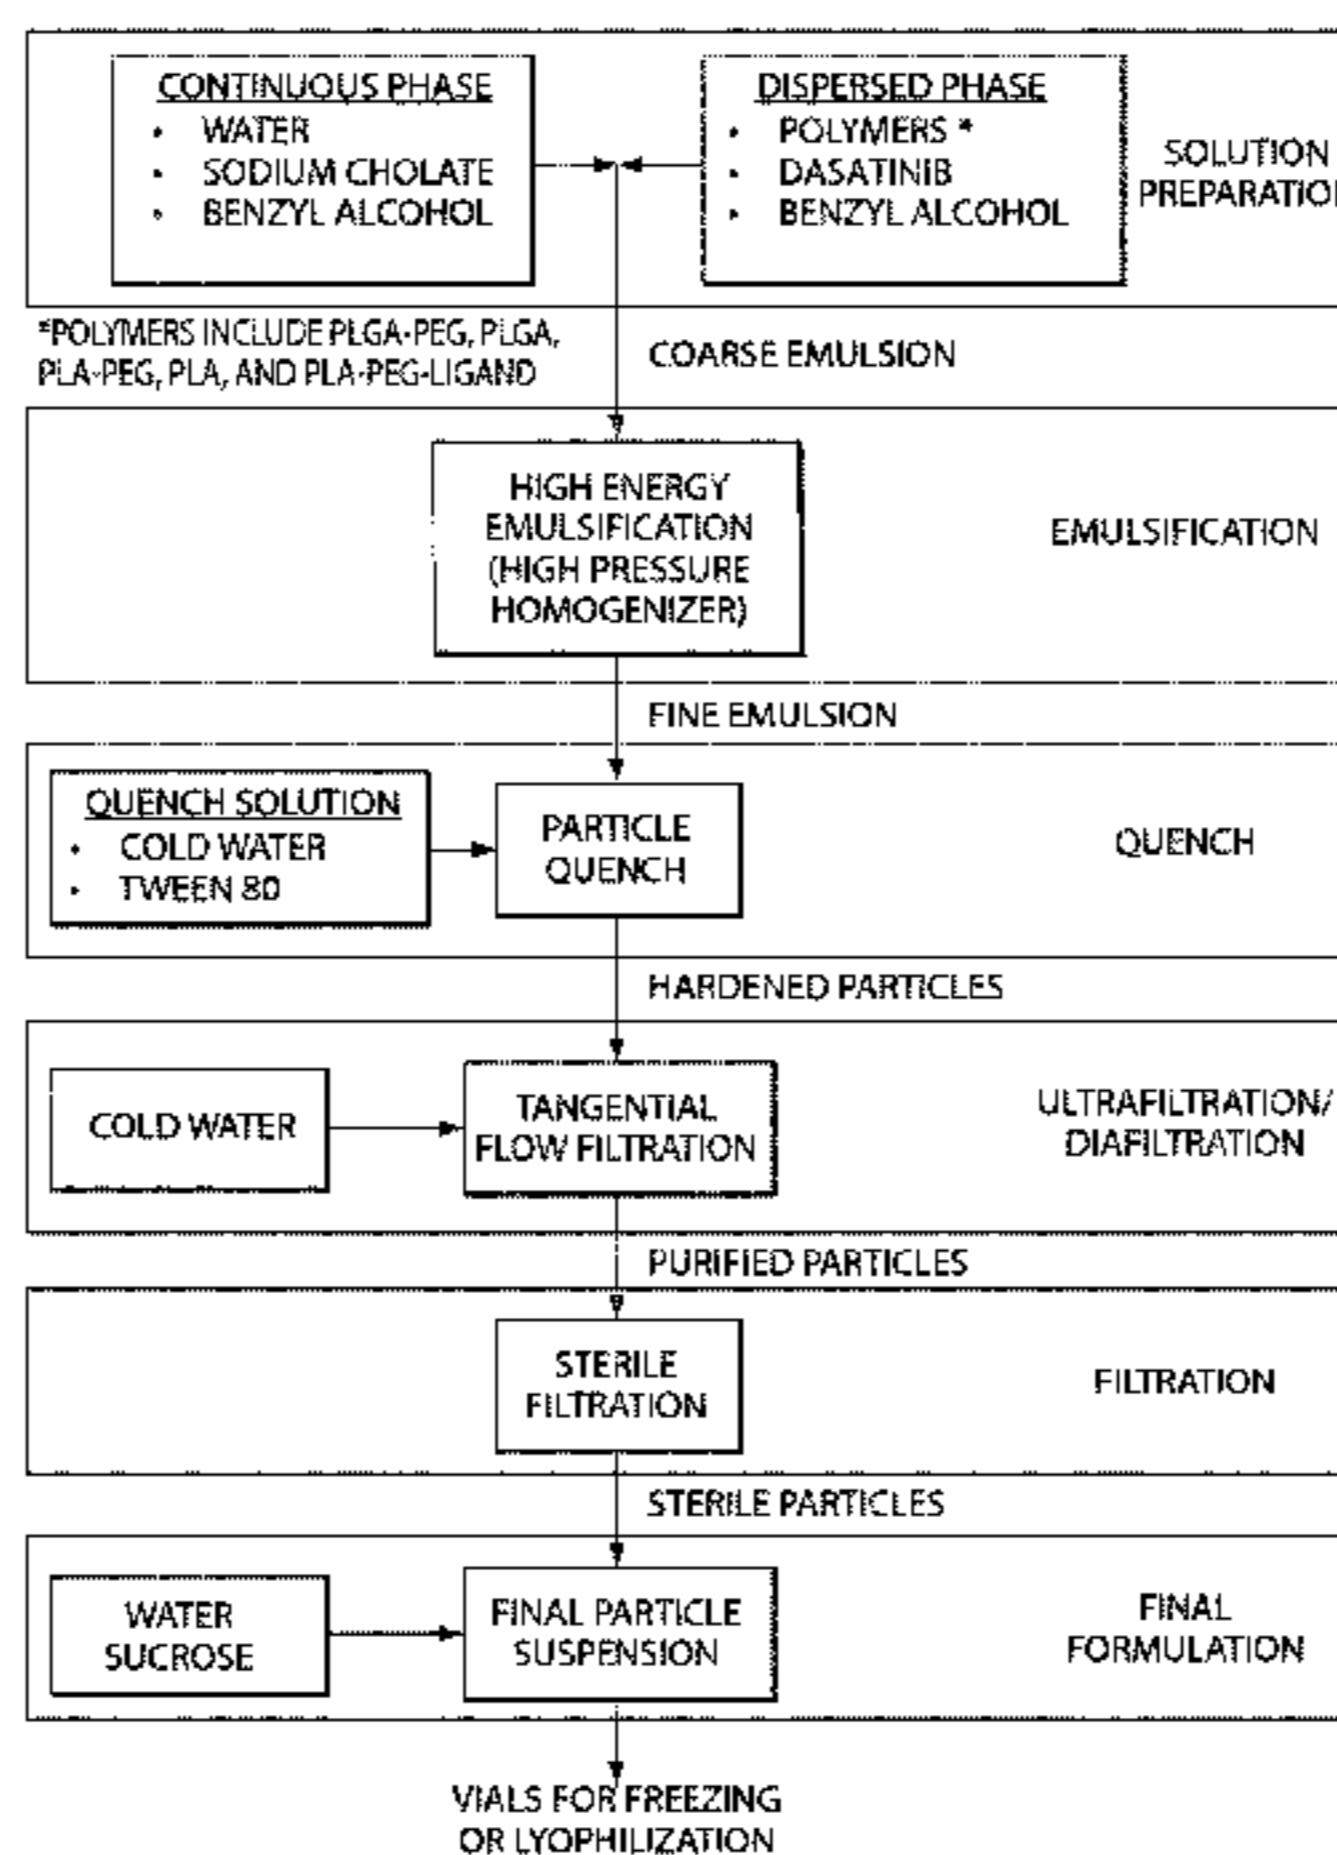 CONTINUOUS PHASE
• WATER
• SODIUM CHOLATE
• BENZYL ALCOHOL
DISPERSED PHASE
• POLYMERS *
• DASATINIB
• BENZYL ALCOHOL
SOLUTION
PREPARATION
*POLYMERS INCLUDE PLGA-PEG, PLGA,
PLA-PEG, PLA, AND PLA-PEG-LIGAND
COARSE EMULSION
HIGH ENERGY
EMULSIFICATION
(HIGH PRESSURE
HOMOGENIZER)
EMULSIFICATION
FINE EMULSION
QUENCH SOLUTION
• COLD WATER
• TWEEN 80
PARTICLE
QUENCH
QUENCH
HARDENED PARTICLES
COLD WATER
TANGENTIAL
FLOW FILTRATION
ULTRAFILTRATION/
DIAFILTRATION
PURIFIED PARTICLES
STERILE
FILTRATION
FILTRATION
STERILE PARTICLES
WATER
SUCROSE
FINAL PARTICLE
SUSPENSION
FINAL
FORMULATION
VIALS FOR FREEZING
OR LYOPHILIZATION